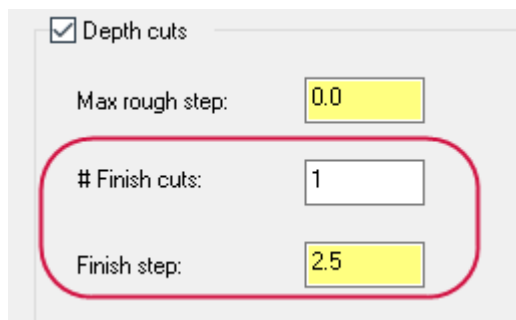 Depth cuts
Max rough step: 0.0
# Finish cuts: 1
Finish step: 2.5